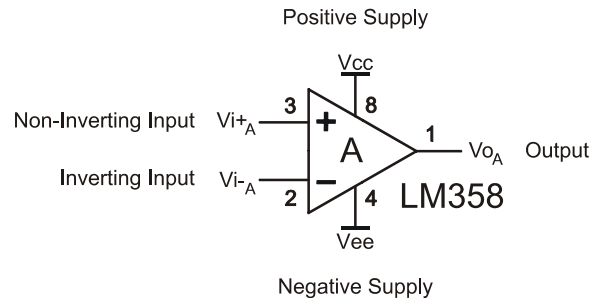 Positive Supply
Vcc
3 8
Non-Inverting Input Vi+A + 1
A VoA Output
Inverting Input Vi-A −
2 4 LM358
Vee
Negative Supply